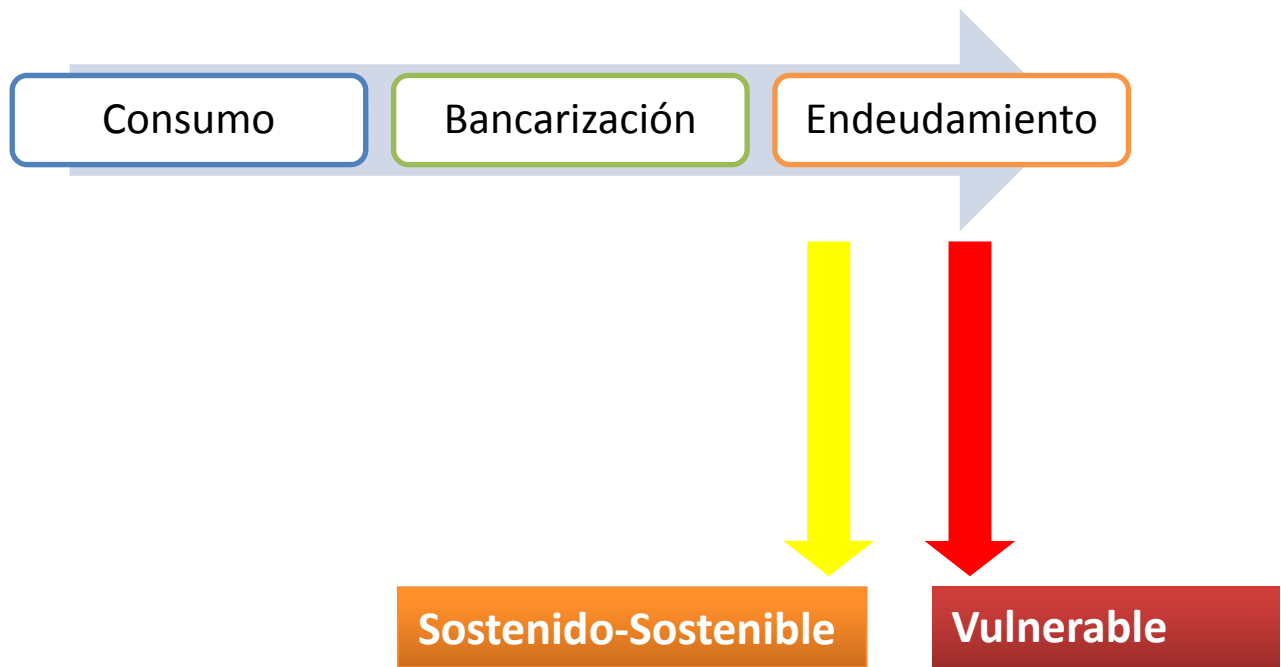 Consumo
Bancarización
Endeudamiento
Sostenido-Sostenible
Vulnerable